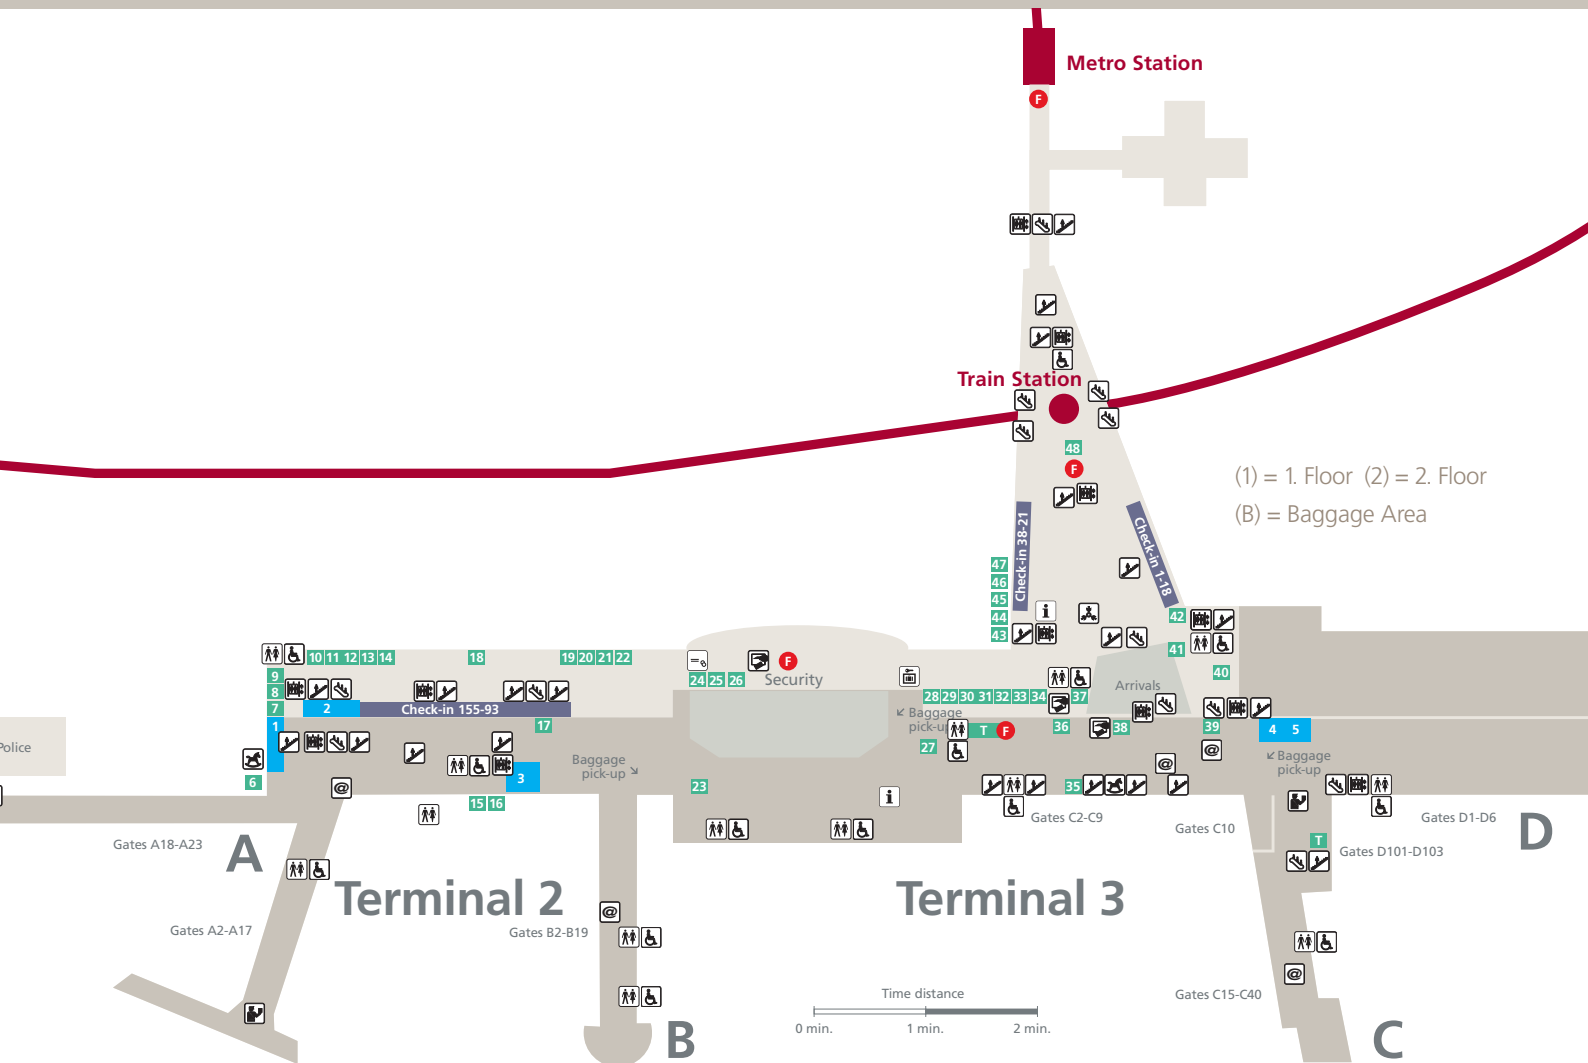 Metro Station
F
Train Station
48
F
(1) = 1. Floor (2) = 2. Floor
(B) = Baggage Area
Check-in 38-21
Check-in 1-18
47
46
45
44
43
i
42
41
40
10 11 12 13 14
18
19 20 21 22
9
8
7
2
Check-in 155-93
1
17
F
Security
24 25 26
28 29 30 31 32 33 34
37
Arrivals
Baggage
pick-up
T
F
36
38
39
4 5
27
Police
6
@
3
15 16
Baggage
pick-up
23
i
35
@
@
Baggage
pick-up
Gates C2-C9
Gates C10
Gates D1-D6
D
T
Gates D101-D103
Gates A18-A23
A
Terminal 2
Terminal 3
Gates A2-A17
@
Gates B2-B19
@
Gates C15-C40
Time distance
0 min.
1 min.
2 min.
B
C